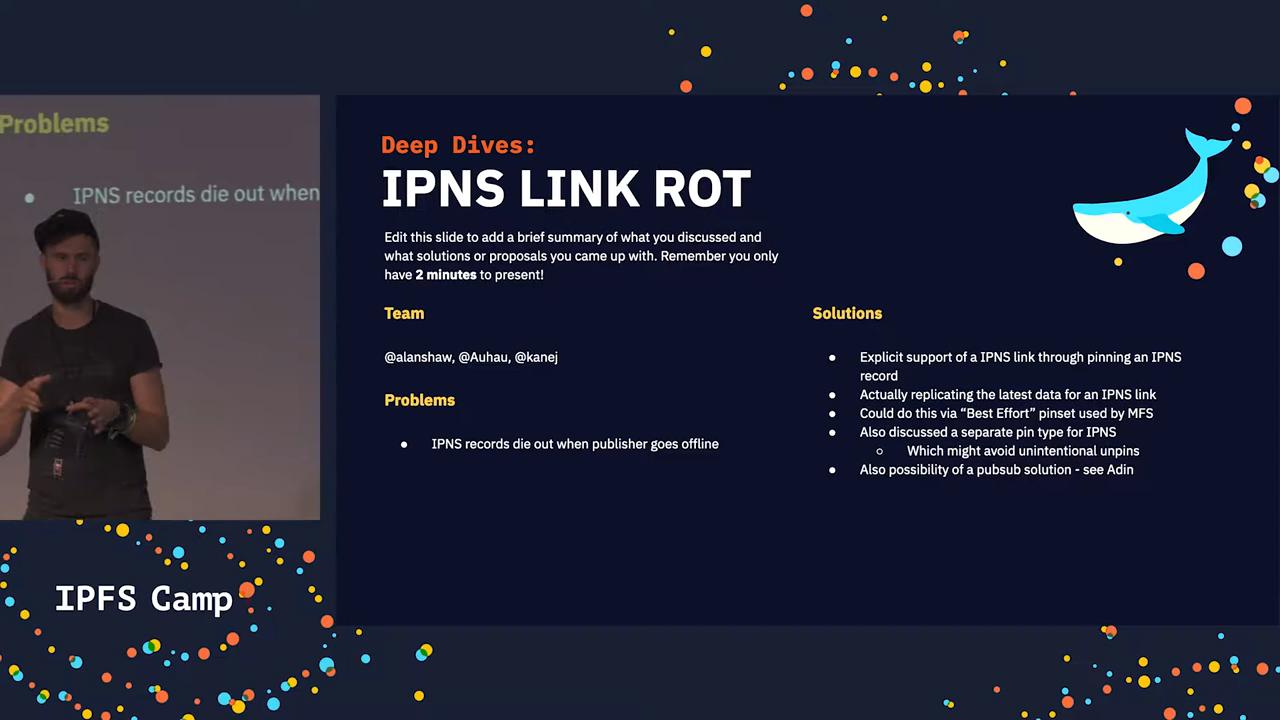 Problems
● IPNS records die out when
Deep Dives:
IPNS LINK ROT
Edit this slide to add a brief summary of what you discussed and
what solutions or proposals you came up with. Remember you only
have 2 minutes to present!
Team
@alanshaw, @Auhau, @kanej
Problems
● IPNS records die out when publisher goes offline
Solutions
● Explicit support of a IPNS link through pinning an IPNS
record
● Actually replicating the latest data for an IPNS link
● Could do this via “Best Effort” pinset used by MFS
● Also discussed a separate pin type for IPNS
○ Which might avoid unintentional unpins
● Also possibility of a pubsub solution - see Adin
IPFS Camp